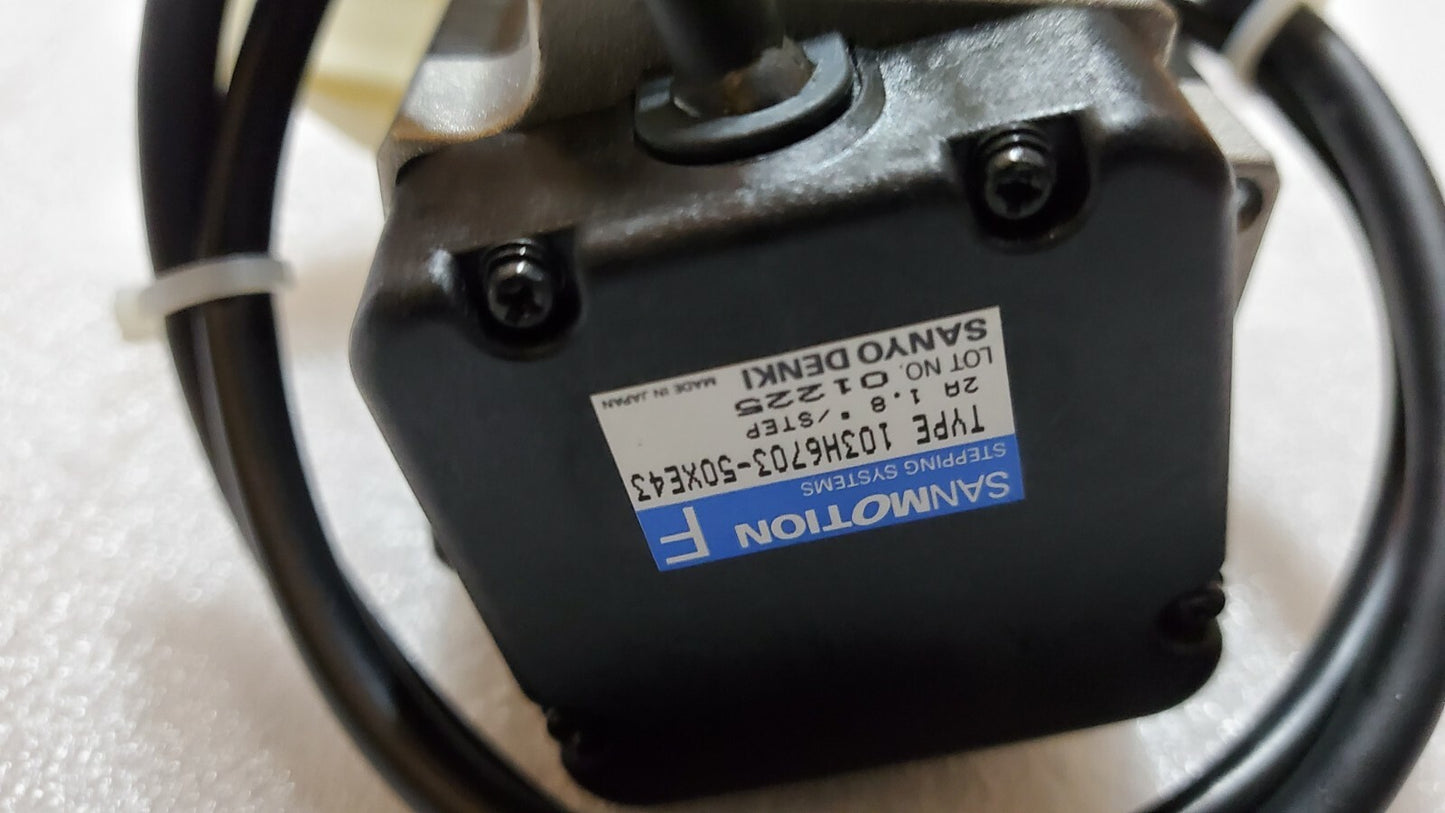 SANMOTION F
STEPPING SYSTEMS
TYPE 103H6703-50XE43
2A 1.8 °/STEP
LOT NO. 01225
SANYO DENKI MADE IN JAPAN